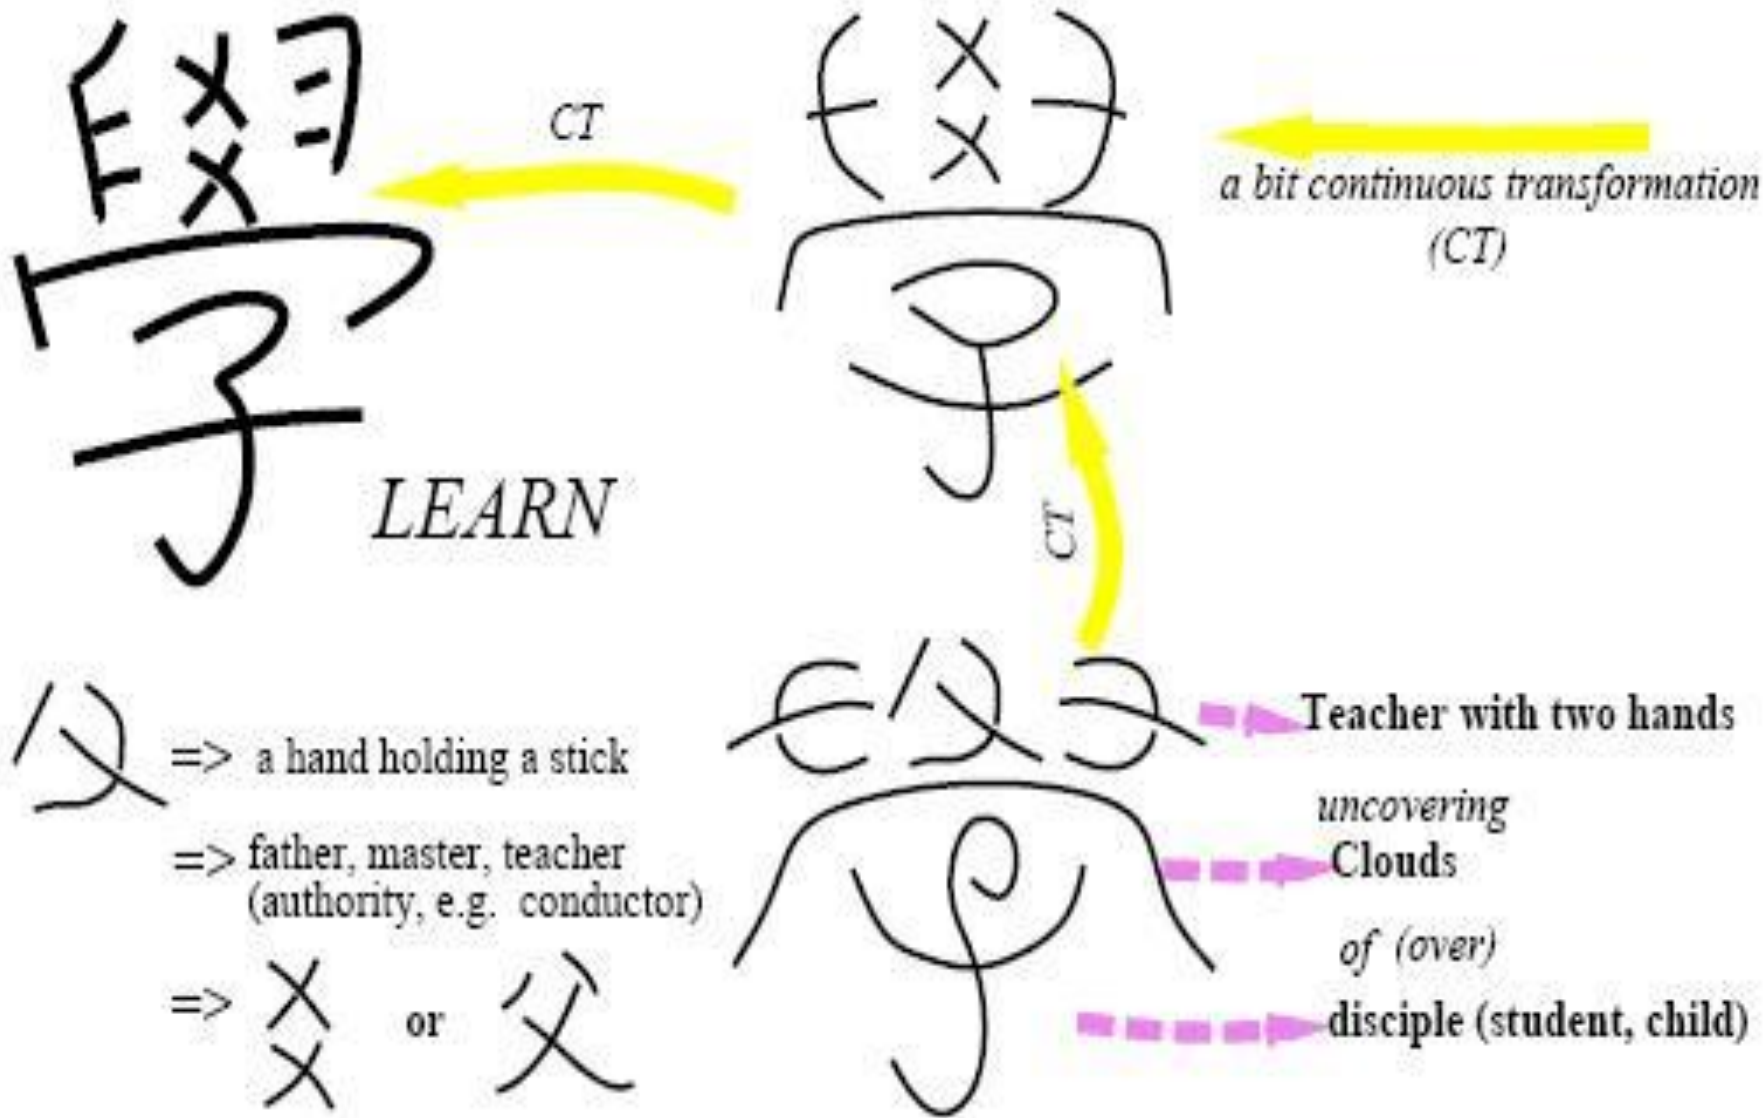 學
CT
a bit continuous transformation
(CT)
LEARN
CT
=> a hand holding a stick
=> father, master, teacher
(authority, e.g. conductor)
=> 爻 or 父
Teacher with two hands
uncovering
Clouds
of (over)
disciple (student, child)